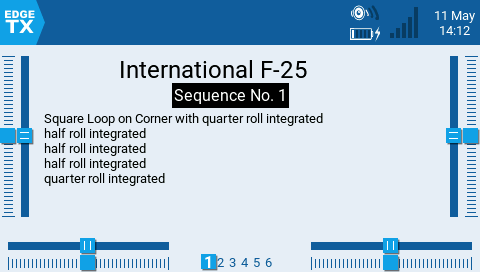 EDGE
TX
11 May
14:12
International F-25
Sequence No. 1
Square Loop on Corner with quarter roll integrated
half roll integrated
half roll integrated
half roll integrated
quarter roll integrated
1 2 3 4 5 6